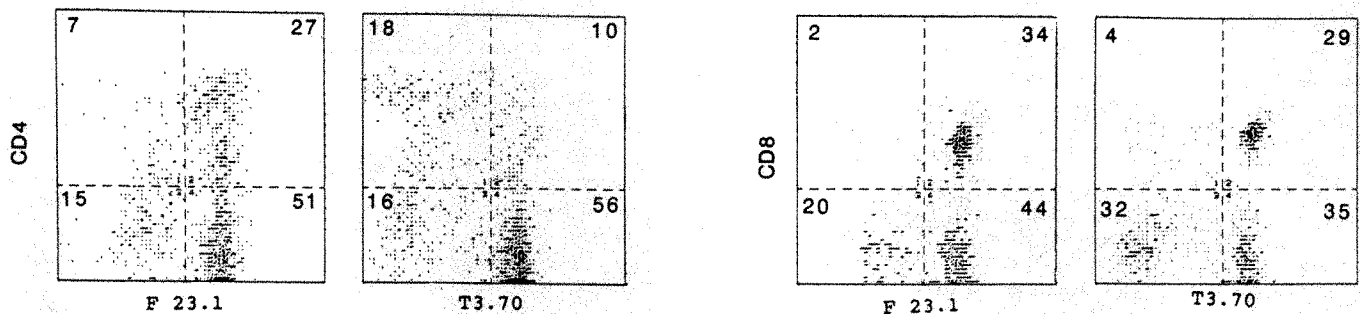 7 27 18 10 2 34 4 29
CD4 CD8
15 51 16 56 20 44 32 35
F 23.1 T3.70 F 23.1 T3.70